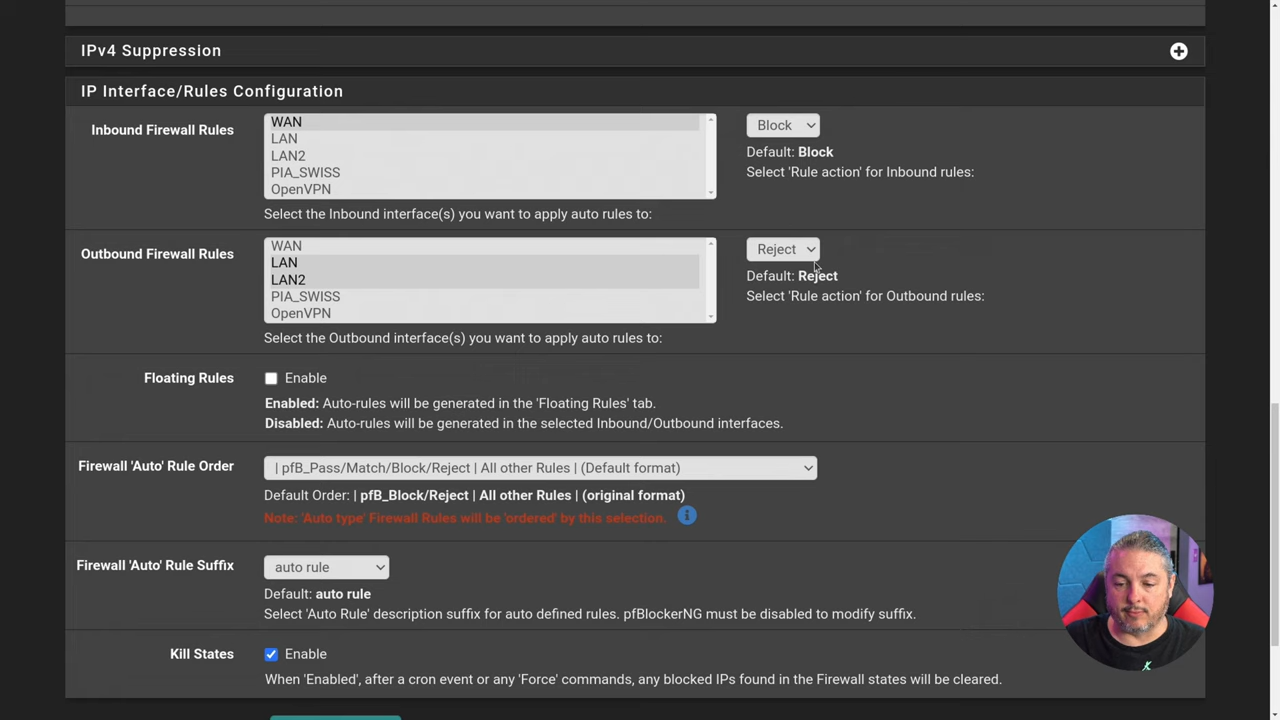 IPv4 Suppression
IP Interface/Rules Configuration
Inbound Firewall Rules
WAN
LAN
LAN2
PIA_SWISS
OpenVPN
Select the Inbound interface(s) you want to apply auto rules to:
Block
Default: Block
Select 'Rule action' for Inbound rules:
Outbound Firewall Rules
WAN
LAN
LAN2
PIA_SWISS
OpenVPN
Select the Outbound interface(s) you want to apply auto rules to:
Reject
Default: Reject
Select 'Rule action' for Outbound rules:
Floating Rules
Enable
Enabled: Auto-rules will be generated in the 'Floating Rules' tab.
Disabled: Auto-rules will be generated in the selected Inbound/Outbound interfaces.
Firewall 'Auto' Rule Order
| pfB_Pass/Match/Block/Reject | All other Rules | (Default format)
Default Order: | pfB_Block/Reject | All other Rules | (original format)
Note: 'Auto type' Firewall Rules will be 'ordered' by this selection.
Firewall 'Auto' Rule Suffix
auto rule
Default: auto rule
Select 'Auto Rule' description suffix for auto defined rules. pfBlockerNG must be disabled to modify suffix.
Kill States
Enable
When 'Enabled', after a cron event or any 'Force' commands, any blocked IPs found in the Firewall states will be cleared.